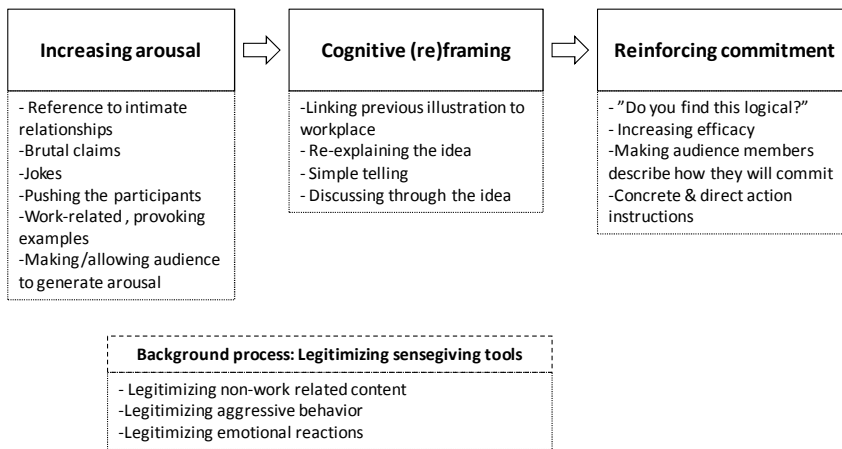 Increasing arousal
- Reference to intimate
relationships
-Brutal claims
-Jokes
-Pushing the participants
-Work-related , provoking
examples
-Making/allowing audience
to generate arousal
Cognitive (re)framing
-Linking previous illustration to
workplace
- Re-explaining the idea
- Simple telling
- Discussing through the idea
Reinforcing commitment
- ”Do you find this logical?”
- Increasing efficacy
-Making audience members
describe how they will commit
-Concrete & direct action
instructions
Background process: Legitimizing sensegiving tools
- Legitimizing non-work related content
-Legitimizing aggressive behavior
-Legitimizing emotional reactions